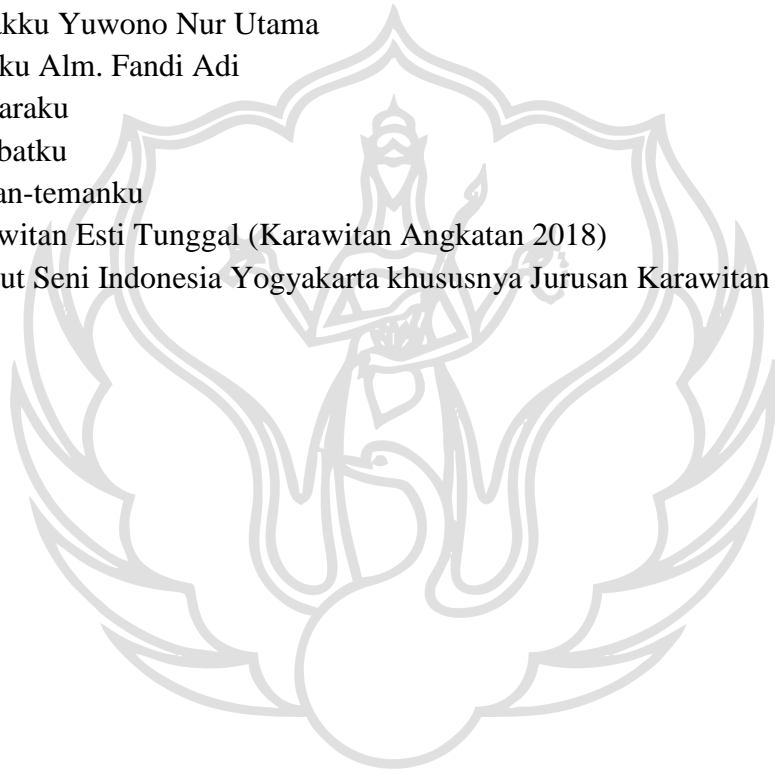 akku Yuwono Nur Utama
ku Alm. Fandi Adi
araku
batku
an-temanku
witan Esti Tunggal (Karawitan Angkatan 2018)
ut Seni Indonesia Yogyakarta khususnya Jurusan Karawitan